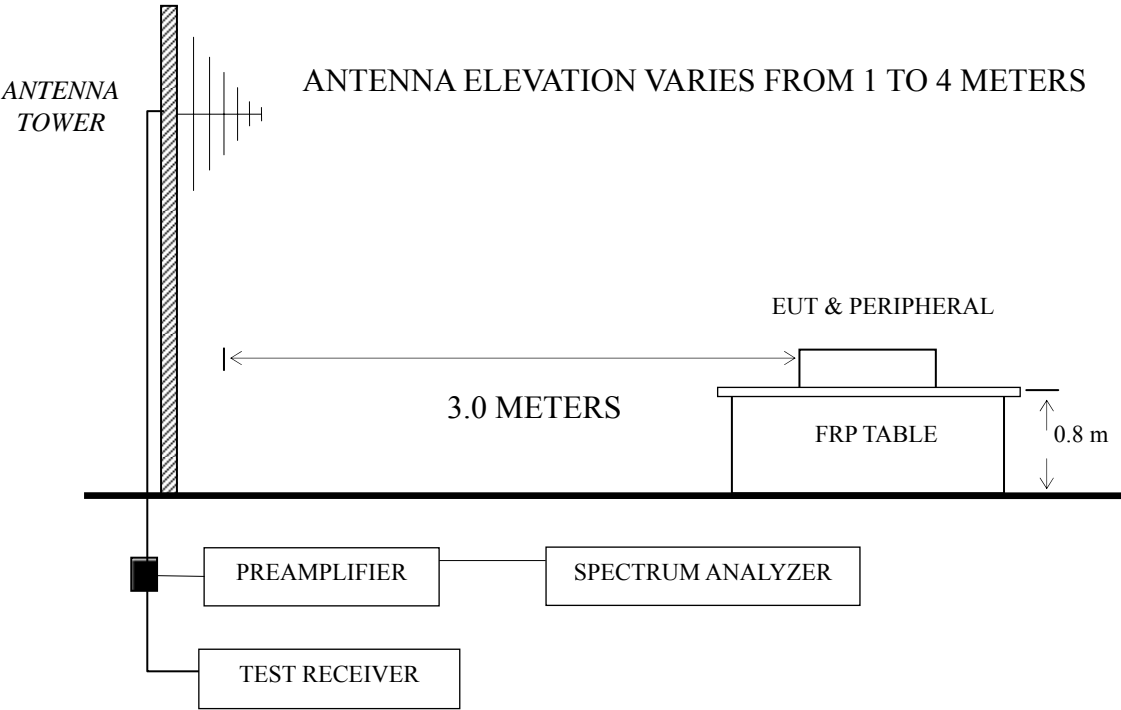 ANTENNA ELEVATION VARIES FROM 1 TO 4 METERS
ANTENNA
TOWER
EUT & PERIPHERAL
3.0 METERS
FRP TABLE
0.8 m
PREAMPLIFIER
SPECTRUM ANALYZER
TEST RECEIVER